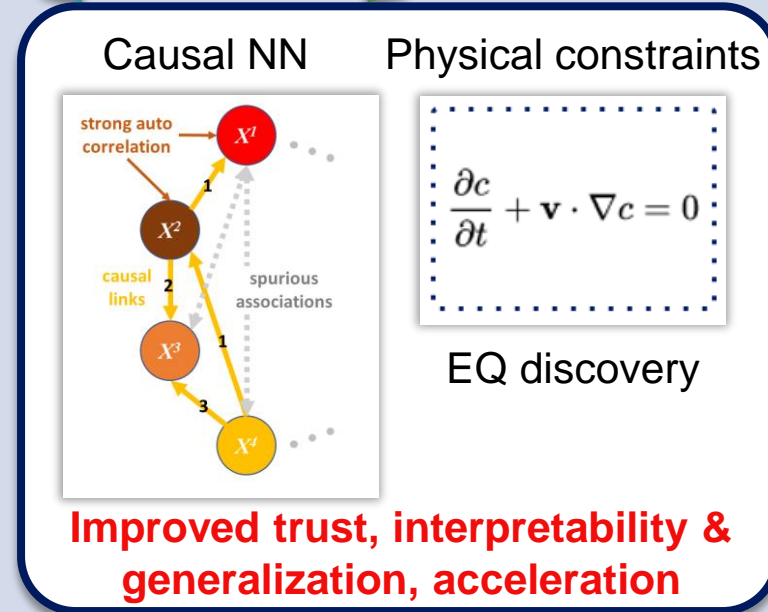 Causal NN
Physical constraints
strong auto
correlation
X¹
1
X²
causal
links
2
spurious
associations
X³
1
3
X⁴
∂c/∂t + v · ∇c = 0
EQ discovery
Improved trust, interpretability &
generalization, acceleration